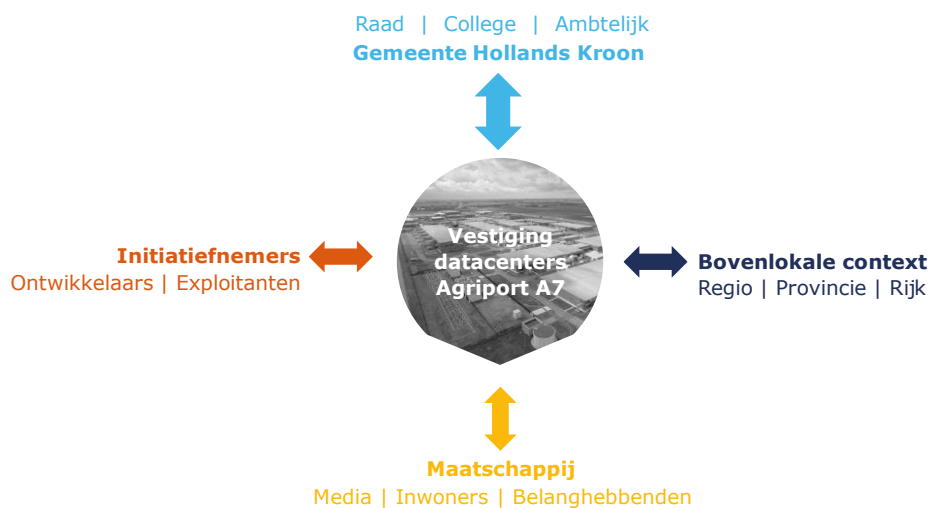 Raad | College | Ambtelijk
Gemeente Hollands Kroon
Vestiging
datacenters
Agriport A7
Initiatiefnemers
Ontwikkelaars | Exploitanten
Bovenlokale context
Regio | Provincie | Rijk
Maatschappij
Media | Inwoners | Belanghebbenden